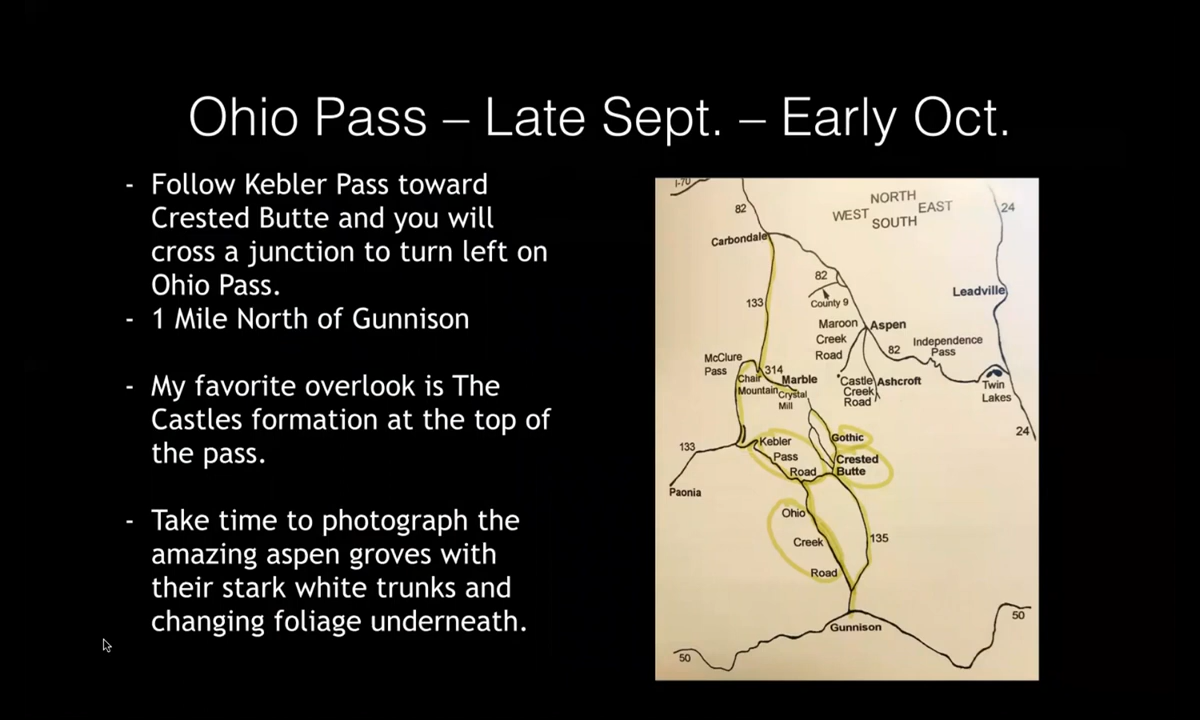 Ohio Pass – Late Sept. – Early Oct.
- Follow Kebler Pass toward
Crested Butte and you will
cross a junction to turn left on
Ohio Pass.
- 1 Mile North of Gunnison
- My favorite overlook is The
Castles formation at the top of
the pass.
- Take time to photograph the
amazing aspen groves with
their stark white trunks and
changing foliage underneath.
I-70
82
NORTH
WEST
EAST
SOUTH
24
Carbondale
82
County 9
133
Leadville
Maroon
Creek
Road
Aspen
82
Independence
Pass
McClure
Pass
314
Chair
Mountain
Marble
Crystal
Mill
Castle
Creek
Road
Ashcroft
Twin
Lakes
24
133
Kebler
Pass
Road
Gothic
Crested
Butte
Paonia
Ohio
Creek
Road
135
Gunnison
50
50